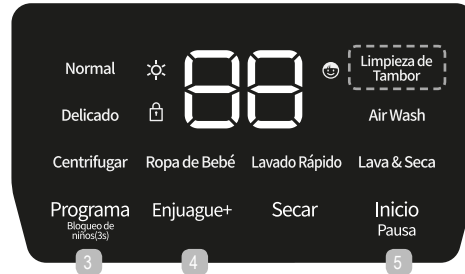 Normal
88
Limpieza de
Tambor
Delicado
Air Wash
Centrifugar
Ropa de Bebé
Lavado Rápido
Lava & Seca
Programa
Bloqueo de
niños(3s)
Enjuague+
Secar
Inicio
Pausa
3
4
5